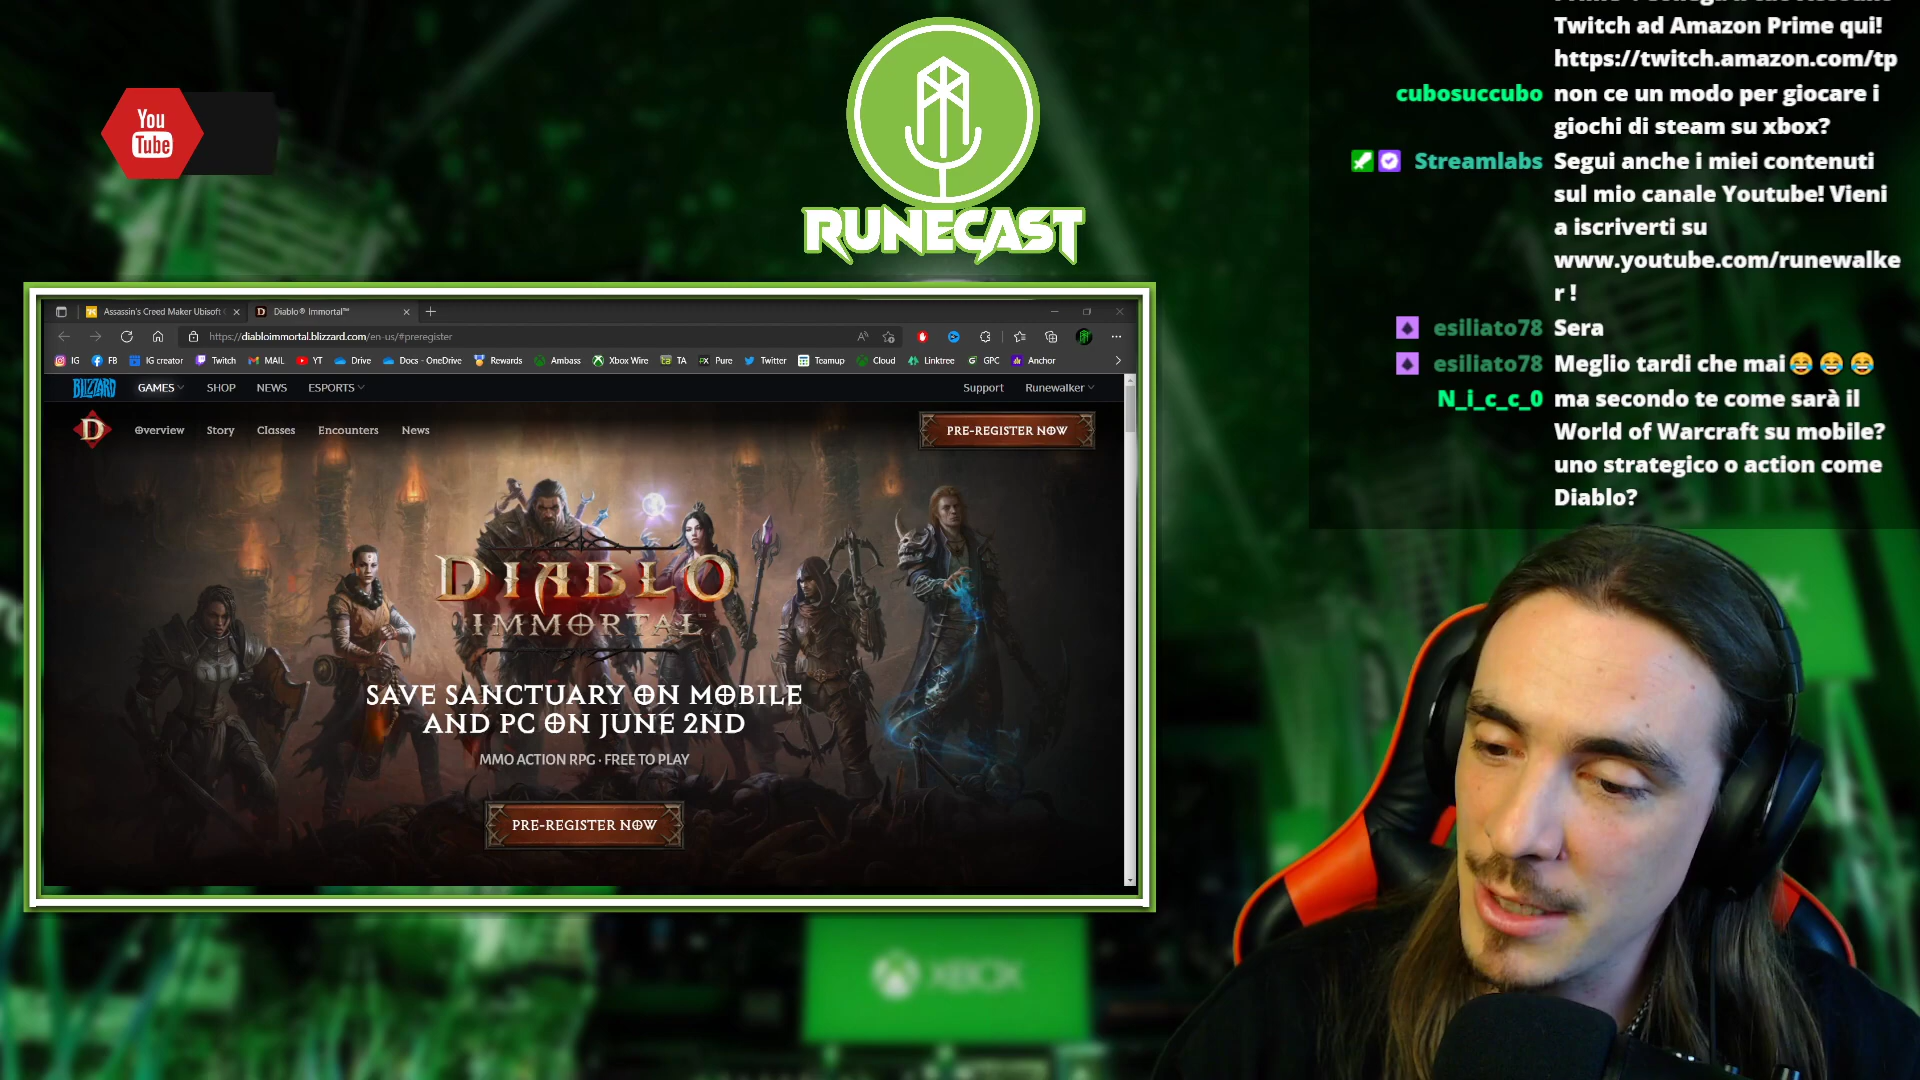 You
Tube
RUNECAST
Assassin's Creed Maker Ubisoft
Diablo® Immortal™
https://diabloimmortal.blizzard.com/en-us/#preregister
IG
FB
IG creator
Twitch
MAIL
YT
Drive
Docs - OneDrive
Rewards
Ambass
Xbox Wire
TA
Pure
Twitter
Teamup
Cloud
Linktree
GPC
Anchor
BLIZZARD
GAMES
SHOP
NEWS
ESPORTS
Support
Runewalker
D
Overview
Story
Classes
Encounters
News
PRE-REGISTER NOW
DIABLO
IMMORTAL
SAVE SANCTUARY ON MOBILE
AND PC ON JUNE 2ND
MMO ACTION RPG · FREE TO PLAY
PRE-REGISTER NOW
XBOX
Twitch ad Amazon Prime qui!
https://twitch.amazon.com/tp
cubosuccubo non ce un modo per giocare i
giochi di steam su xbox?
Streamlabs Segui anche i miei contenuti
sul mio canale Youtube! Vieni
a iscriverti su
www.youtube.com/runewalke
r !
esiliato78 Sera
esiliato78 Meglio tardi che mai😂😂😂
N_i_c_c_0 ma secondo te come sarà il
World of Warcraft su mobile?
uno strategico o action come
Diablo?